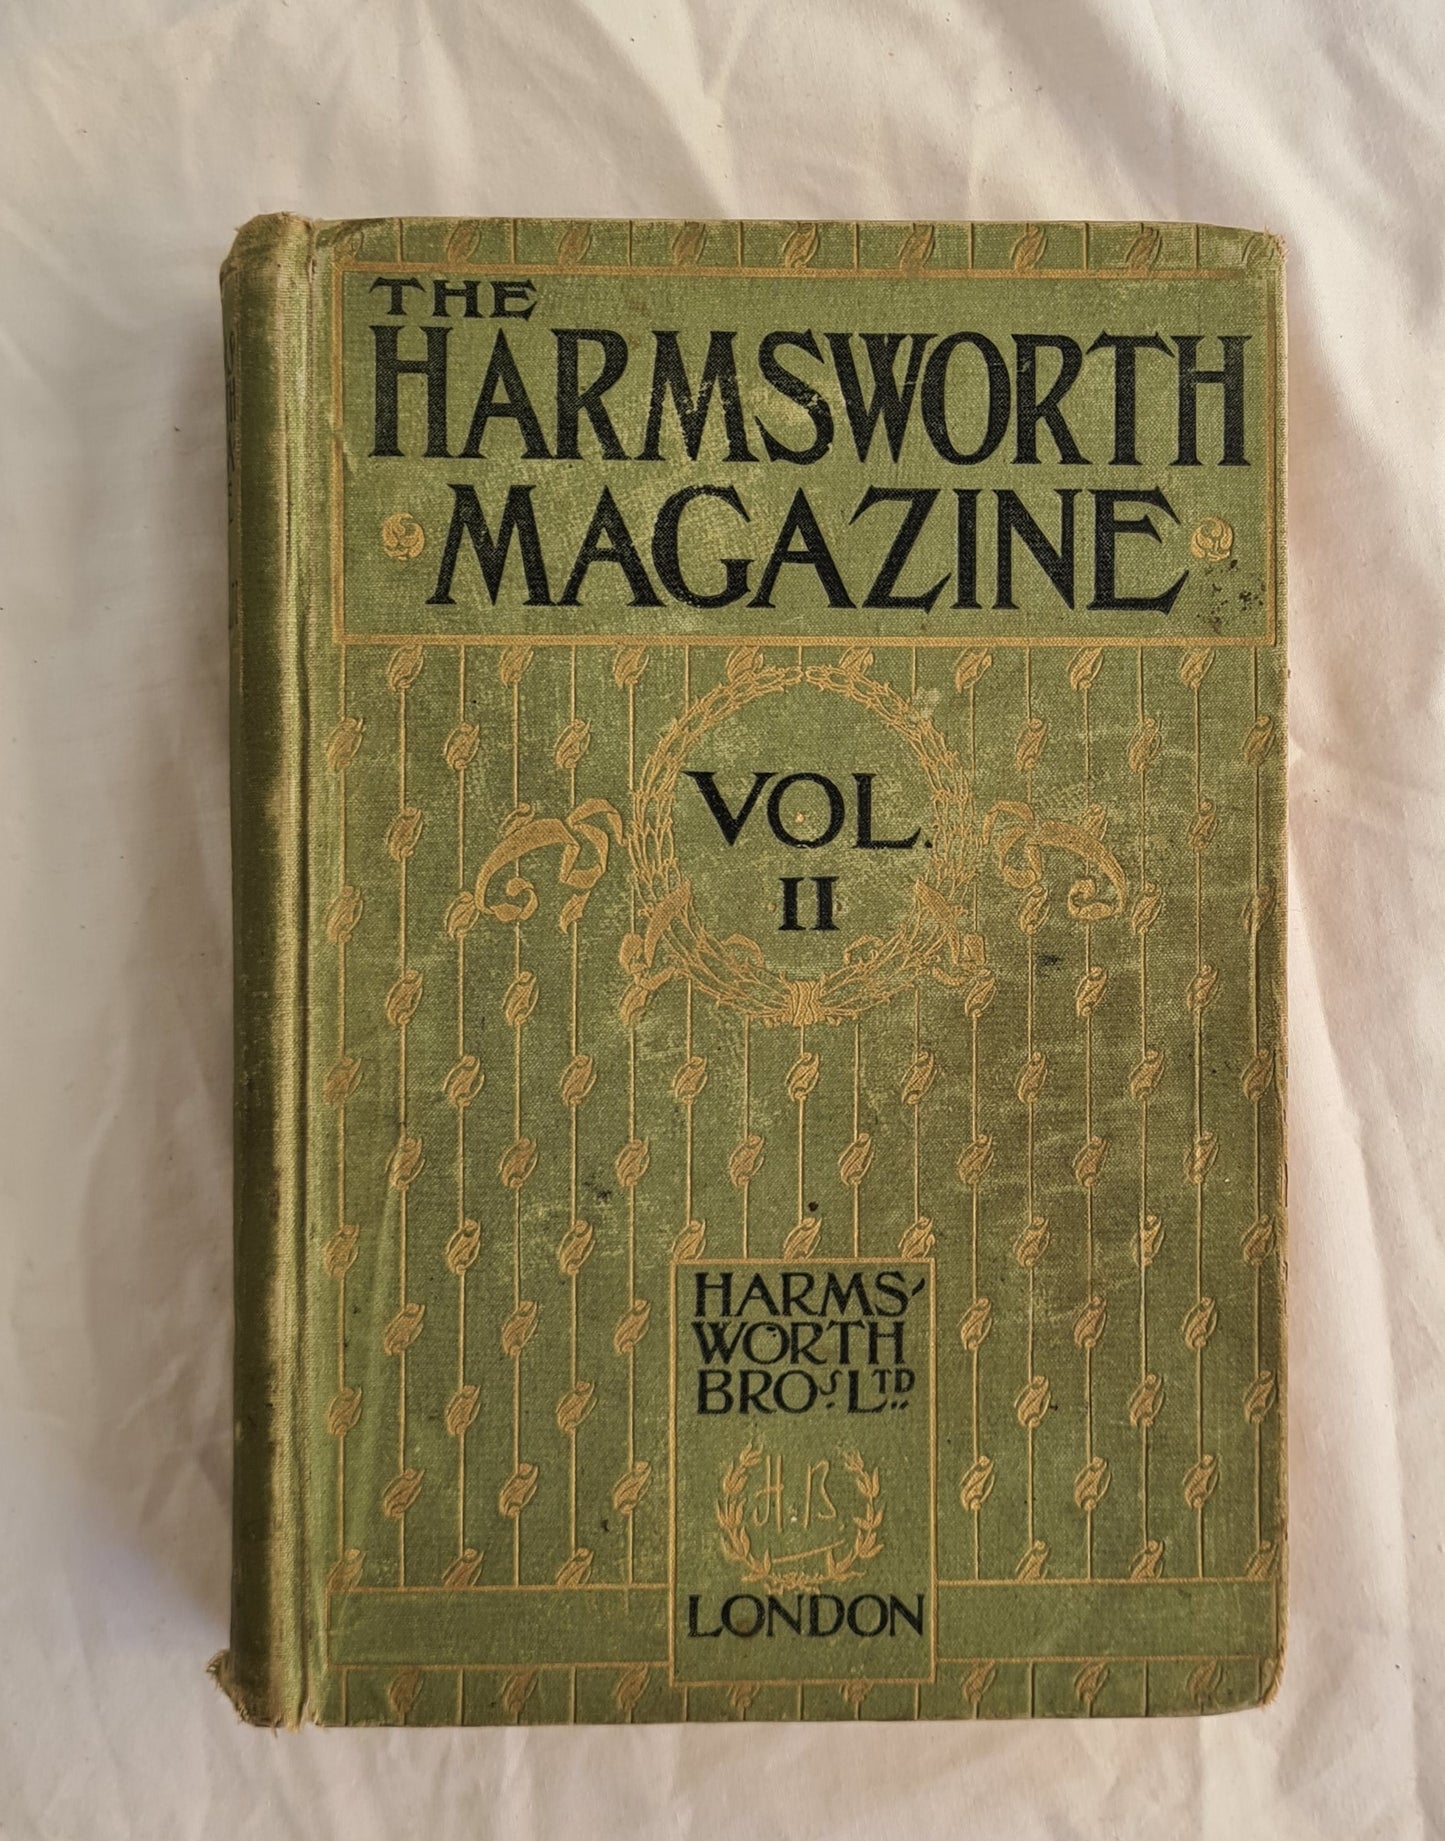 THE
HARMSWORTH
MAGAZINE
VOL.
II
HARMS'
WORTH
BROS. LTD
H.B.
LONDON